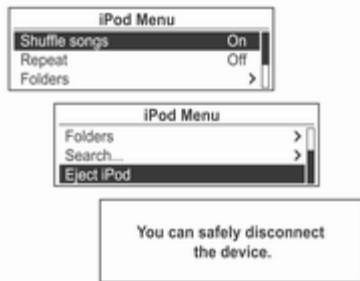 iPod Menu
Shuffle songs On
Repeat Off
Folders >
iPod Menu
Folders >
Search... >
Eject iPod
You can safely disconnect
the device.